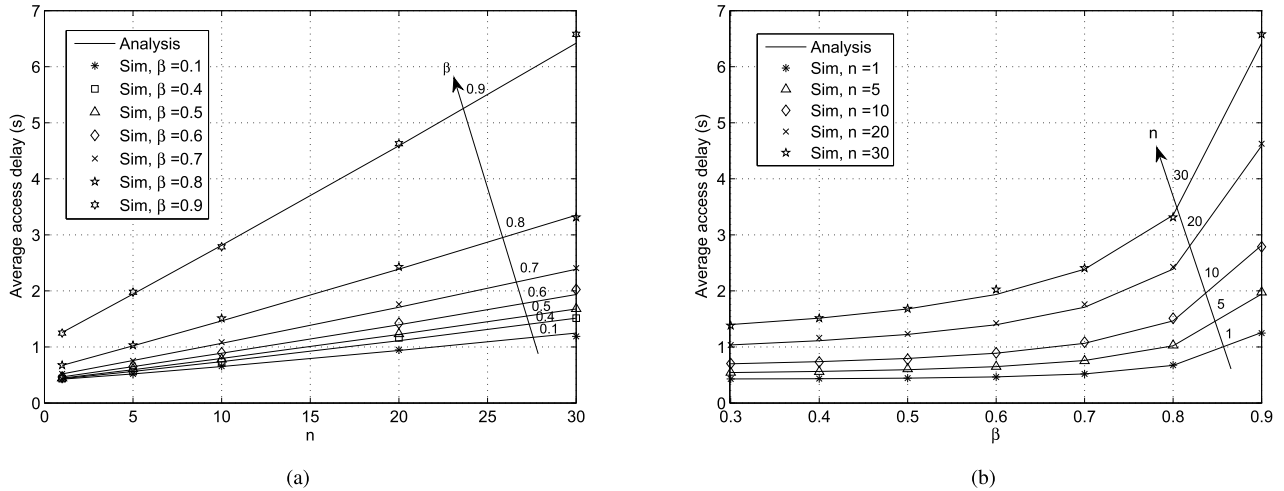 7
6
5
4
3
2
1
0
Average access delay (s)
Analysis
Sim, β =0.1
Sim, β =0.4
Sim, β =0.5
Sim, β =0.6
Sim, β =0.7
Sim, β =0.8
Sim, β =0.9
β
0.9
0.8
0.7
0.6
0.5
0.4
0.1
0 5 10 15 20 25 30
n
(a)
7
6
5
4
3
2
1
0
Average access delay (s)
Analysis
Sim, n =1
Sim, n =5
Sim, n =10
Sim, n =20
Sim, n =30
n
30
20
10
5
1
0.3 0.4 0.5 0.6 0.7 0.8 0.9
β
(b)